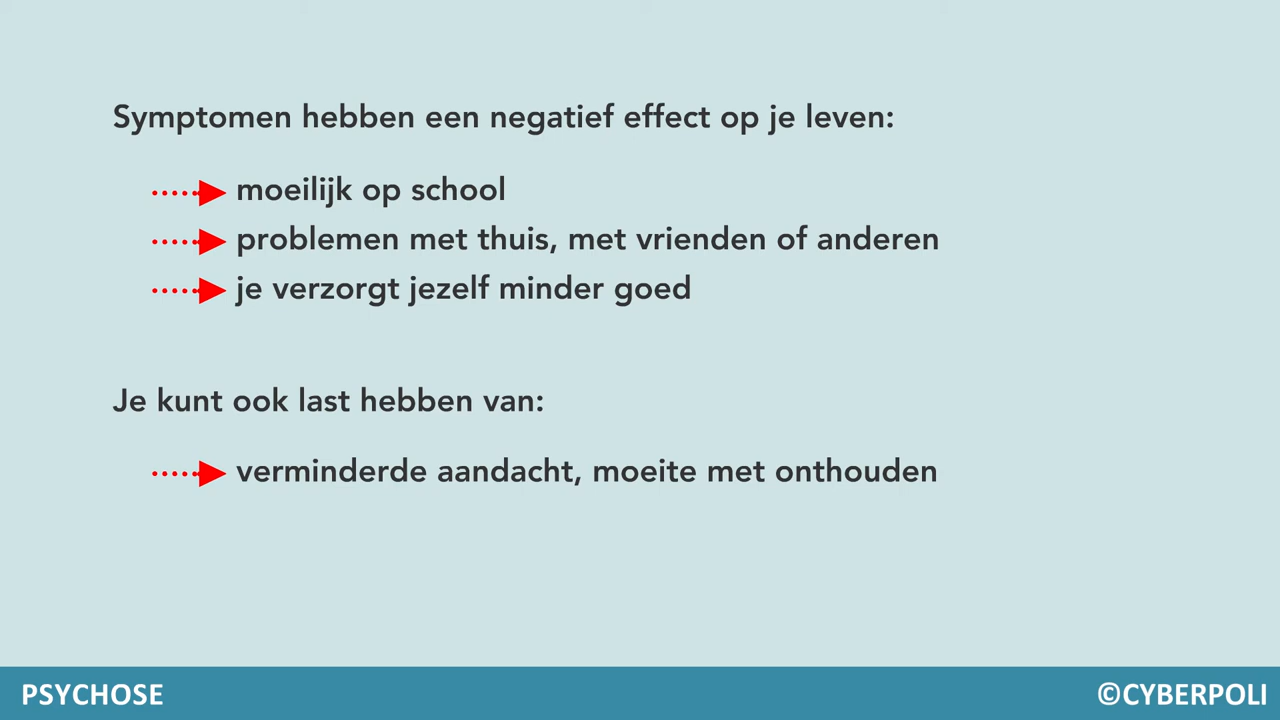 Symptomen hebben een negatief effect op je leven:
moeilijk op school
problemen met thuis, met vrienden of anderen
je verzorgt jezelf minder goed
Je kunt ook last hebben van:
verminderde aandacht, moeite met onthouden
PSYCHOSE
©CYBERPOLI